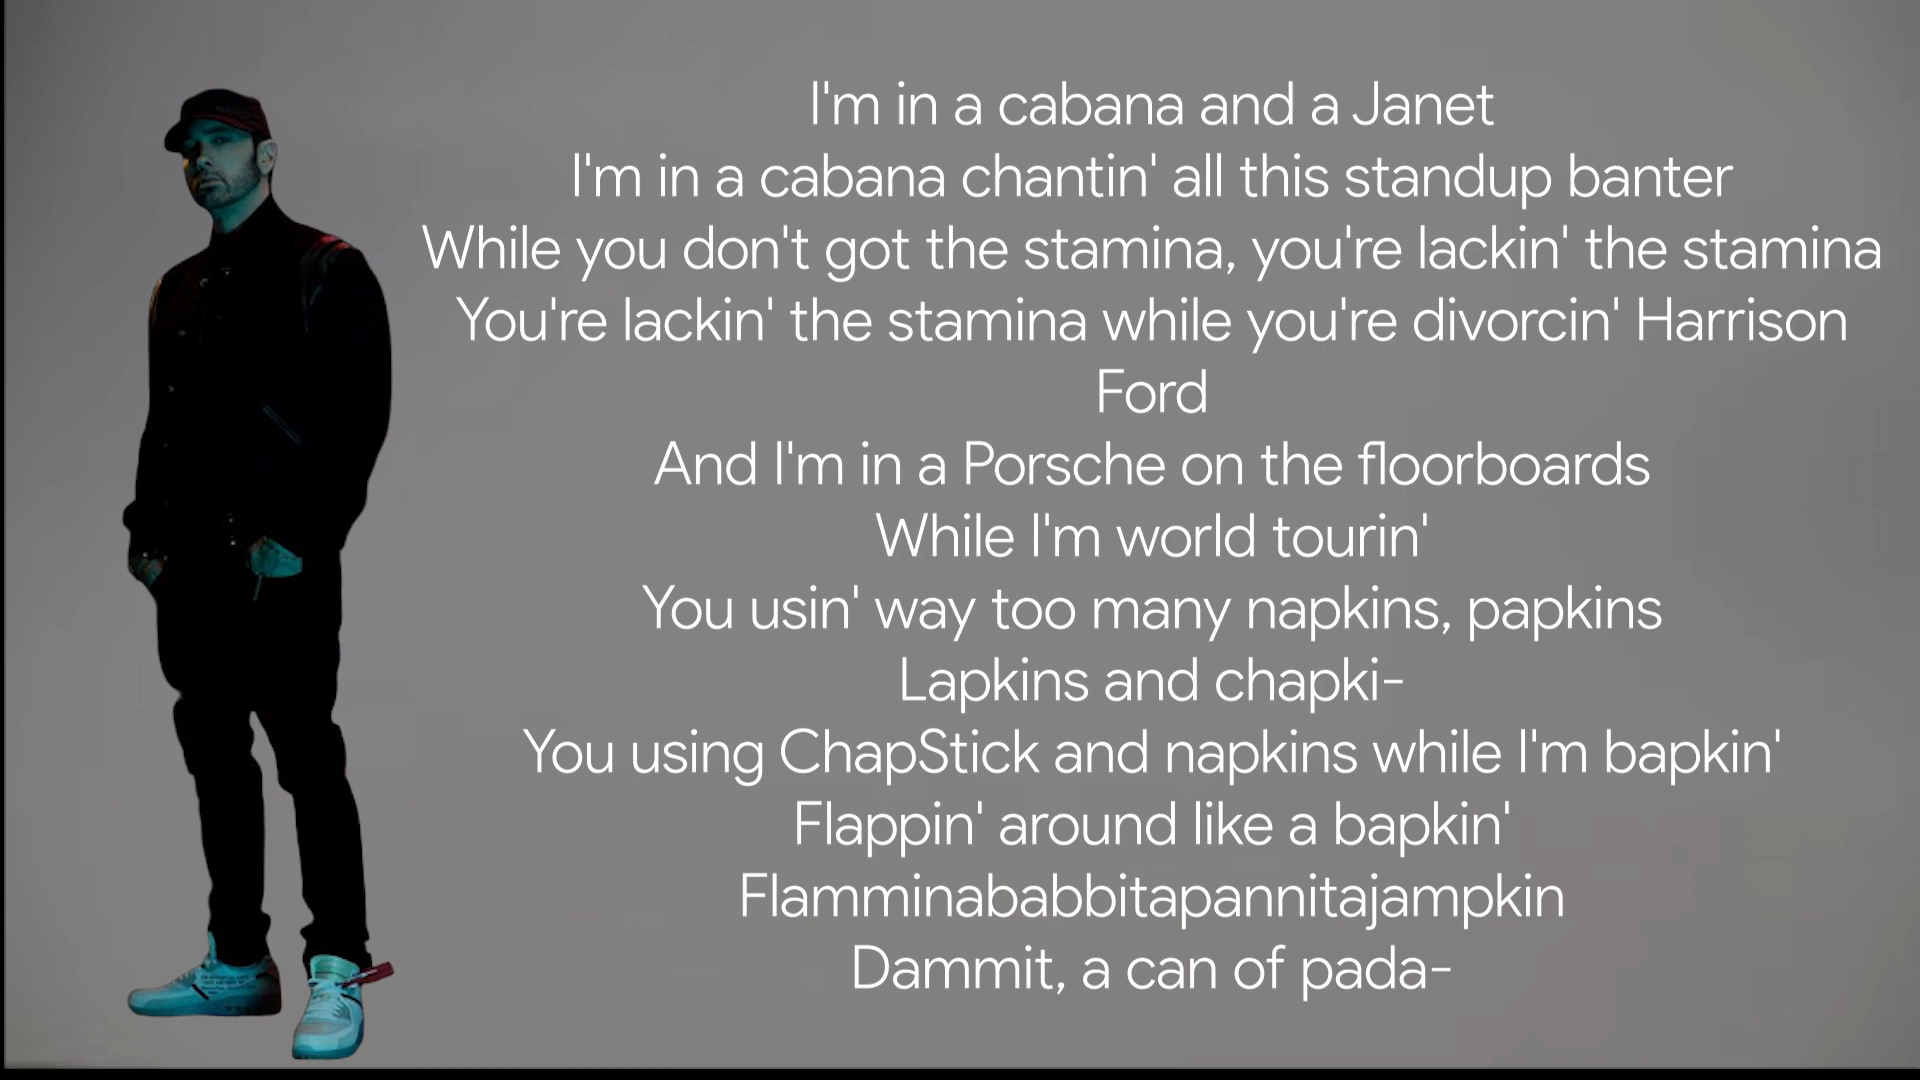 I'm in a cabana and a Janet
I'm in a cabana chantin' all this standup banter
While you don't got the stamina, you're lackin' the stamina
You're lackin' the stamina while you're divorcin' Harrison
Ford
And I'm in a Porsche on the floorboards
While I'm world tourin'
You usin' way too many napkins, papkins
Lapkins and chapki-
You using ChapStick and napkins while I'm bapkin'
Flappin' around like a bapkin'
Flamminababbitapannitajampkin
Dammit, a can of pada-